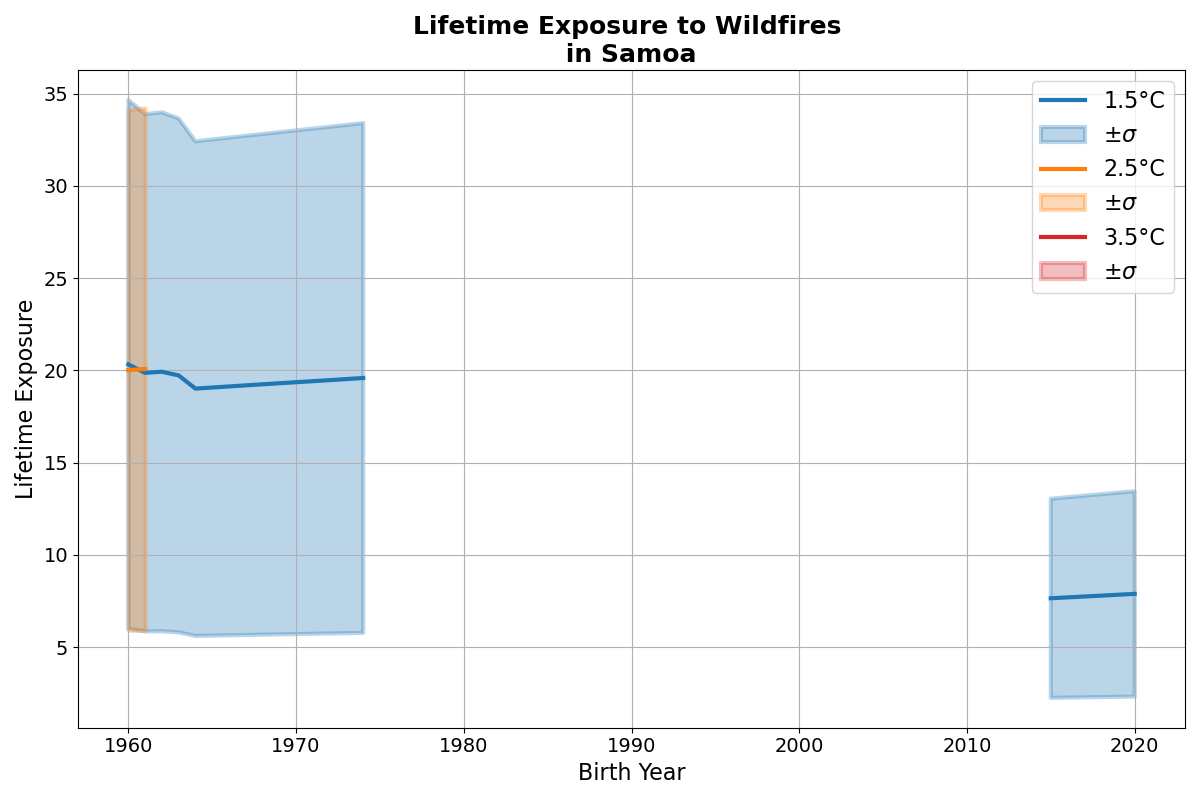 Lifetime Exposure to Wildfires
in Samoa
Lifetime Exposure
35
30
25
20
15
10
5
1960
1970
1980
1990
2000
2010
2020
Birth Year
1.5°C
±σ
2.5°C
±σ
3.5°C
±σ